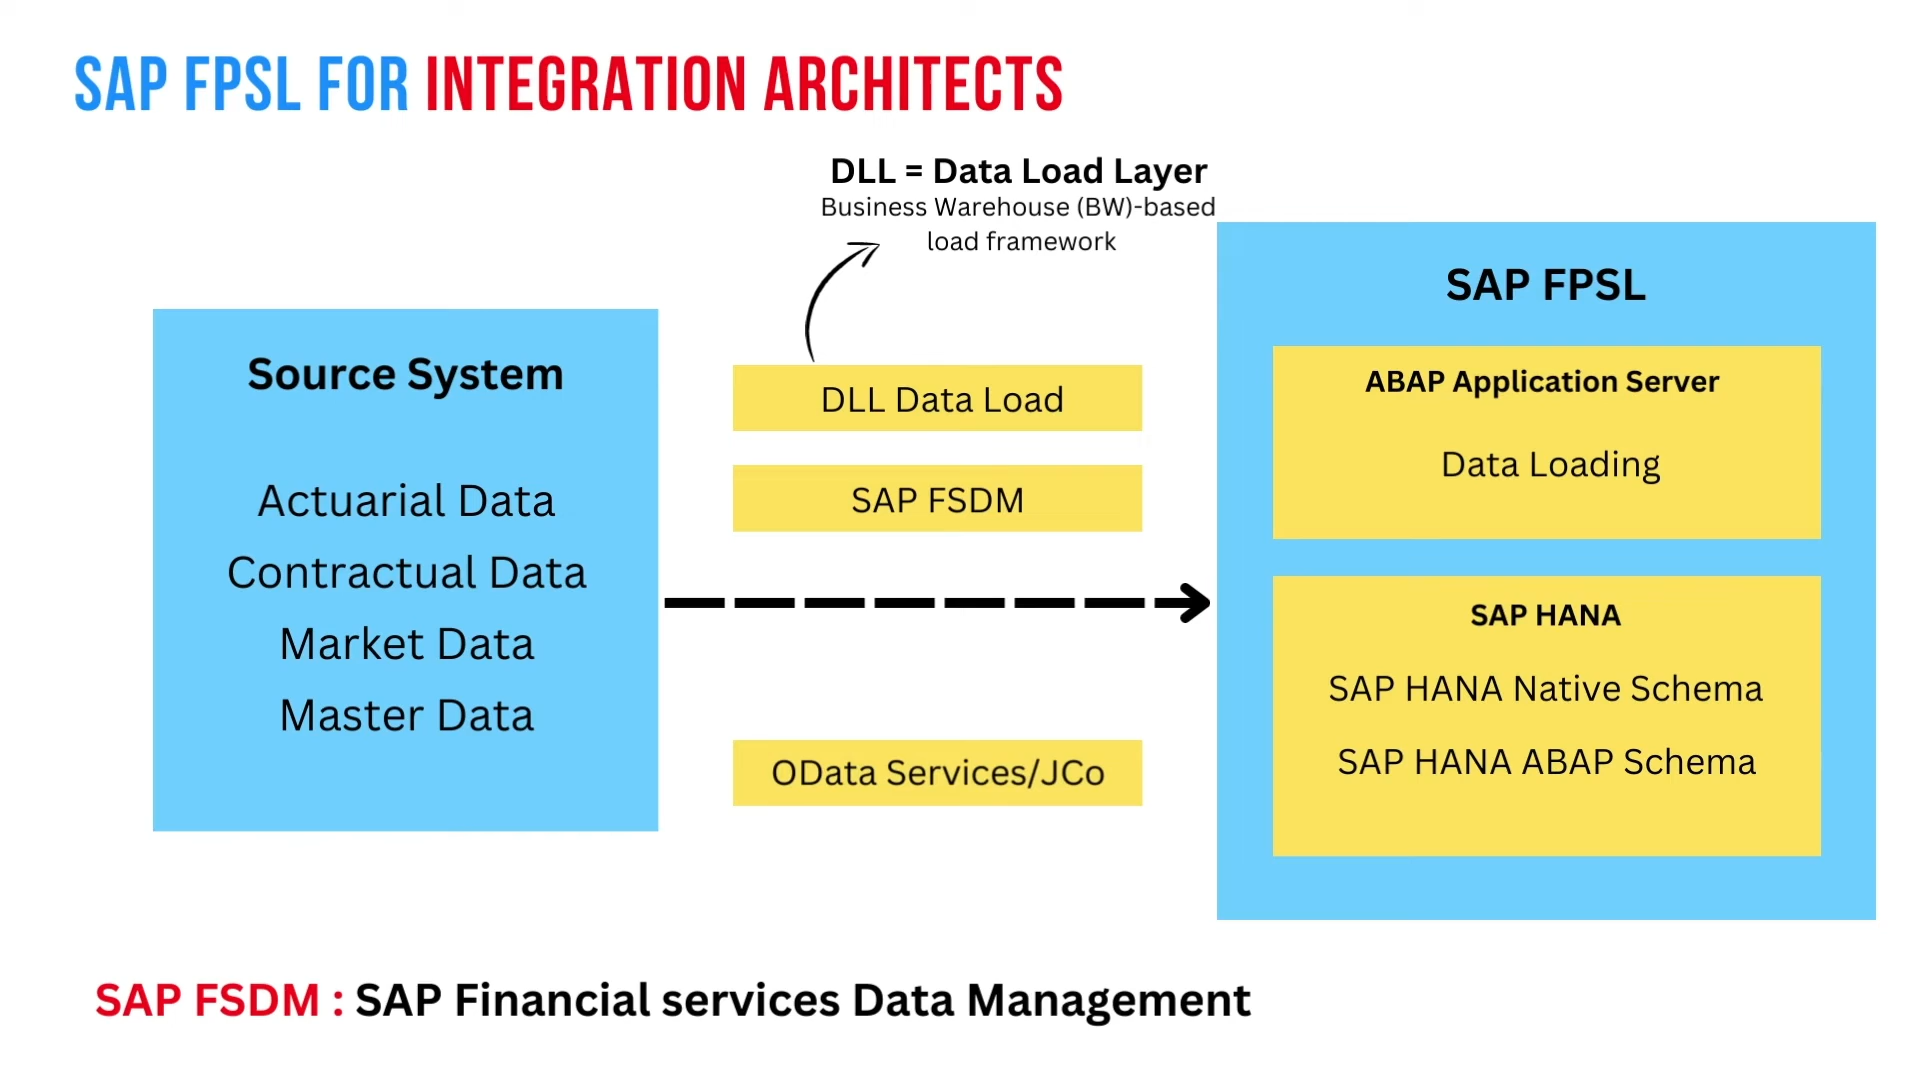 SAP FPSL FOR INTEGRATION ARCHITECTS
DLL = Data Load Layer
Business Warehouse (BW)-based
load framework
Source System
Actuarial Data
Contractual Data
Market Data
Master Data
DLL Data Load
SAP FSDM
OData Services/JCo
SAP FPSL
ABAP Application Server
Data Loading
SAP HANA
SAP HANA Native Schema
SAP HANA ABAP Schema
SAP FSDM : SAP Financial services Data Management